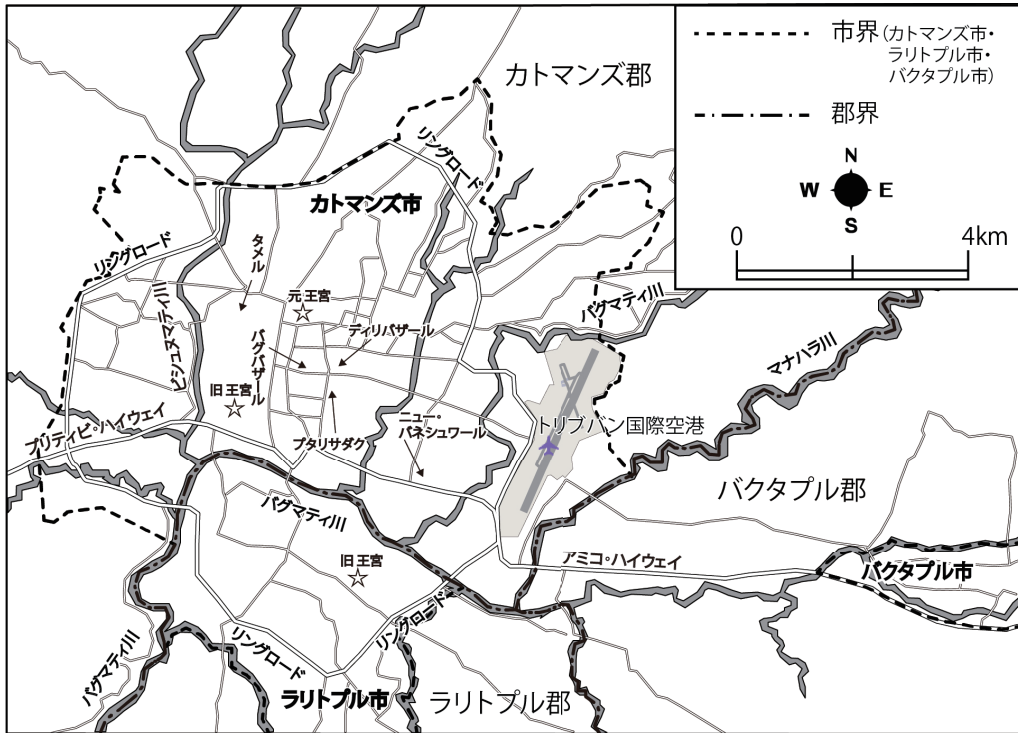 市界(カトマンズ市・
ラリトプル市・
バクタプル市)
郡界
N
W
E
S
0
4km
カトマンズ郡
リングロード
カトマンズ市
リングロード
タメル
元 王宮
ビシュヌマティ川
バグマティ川
ディリバザール
マナハラ川
バグバザール
旧 王宮
トリブバン国際空港
ニュー・
バネシュワール
プリティビ・ハイウェイ
プタリサダク
バクタプル郡
バグマティ川
旧 王宮
アミコ・ハイウェイ
バクタプル市
リングロード
リングロード
バグマティ川
ラリトプル市
ラリトプル郡